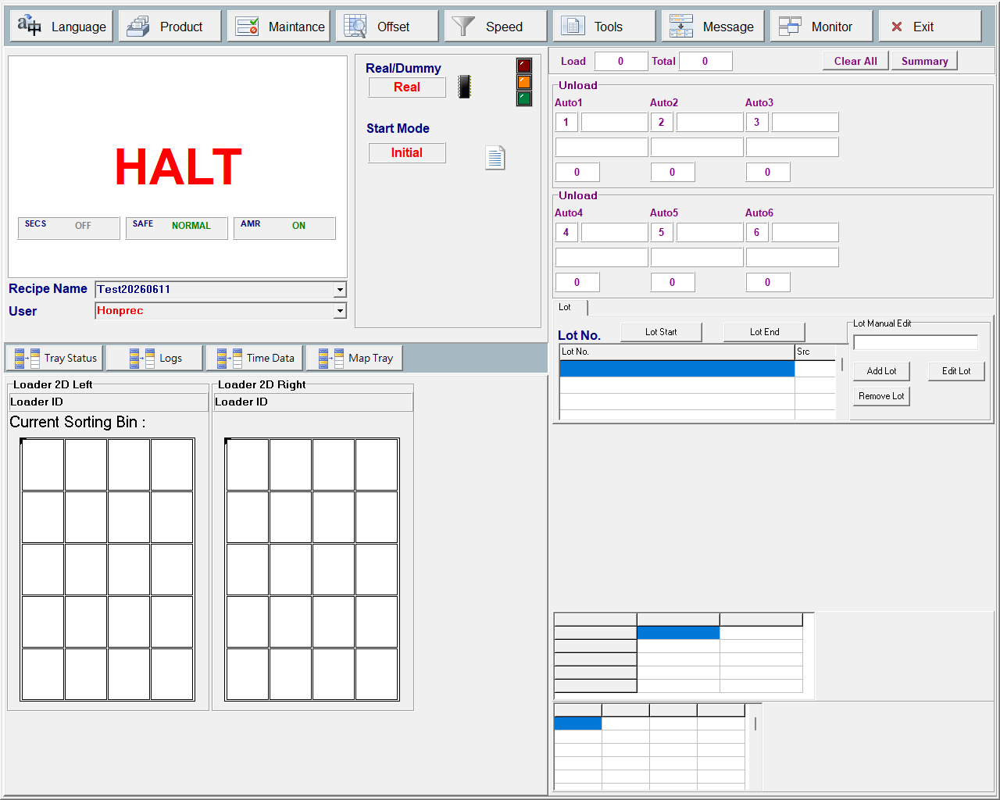 Language
Product
Maintance
Offset
Speed
Tools
Message
Monitor
Exit
HALT
SECS OFF
SAFE NORMAL
AMR ON
Recipe Name Test20260611
User Honprec
Real/Dummy
Real
Start Mode
Initial
Load 0 Total 0 Clear All Summary
Unload
Auto1 Auto2 Auto3
1 2 3
0 0 0
Unload
Auto4 Auto5 Auto6
4 5 6
0 0 0
Lot
Lot No. Lot Start Lot End
Lot No. Src
Lot Manual Edit
Add Lot Edit Lot
Remove Lot
Tray Status
Logs
Time Data
Map Tray
Loader 2D Left
Loader ID
Current Sorting Bin :
Loader 2D Right
Loader ID